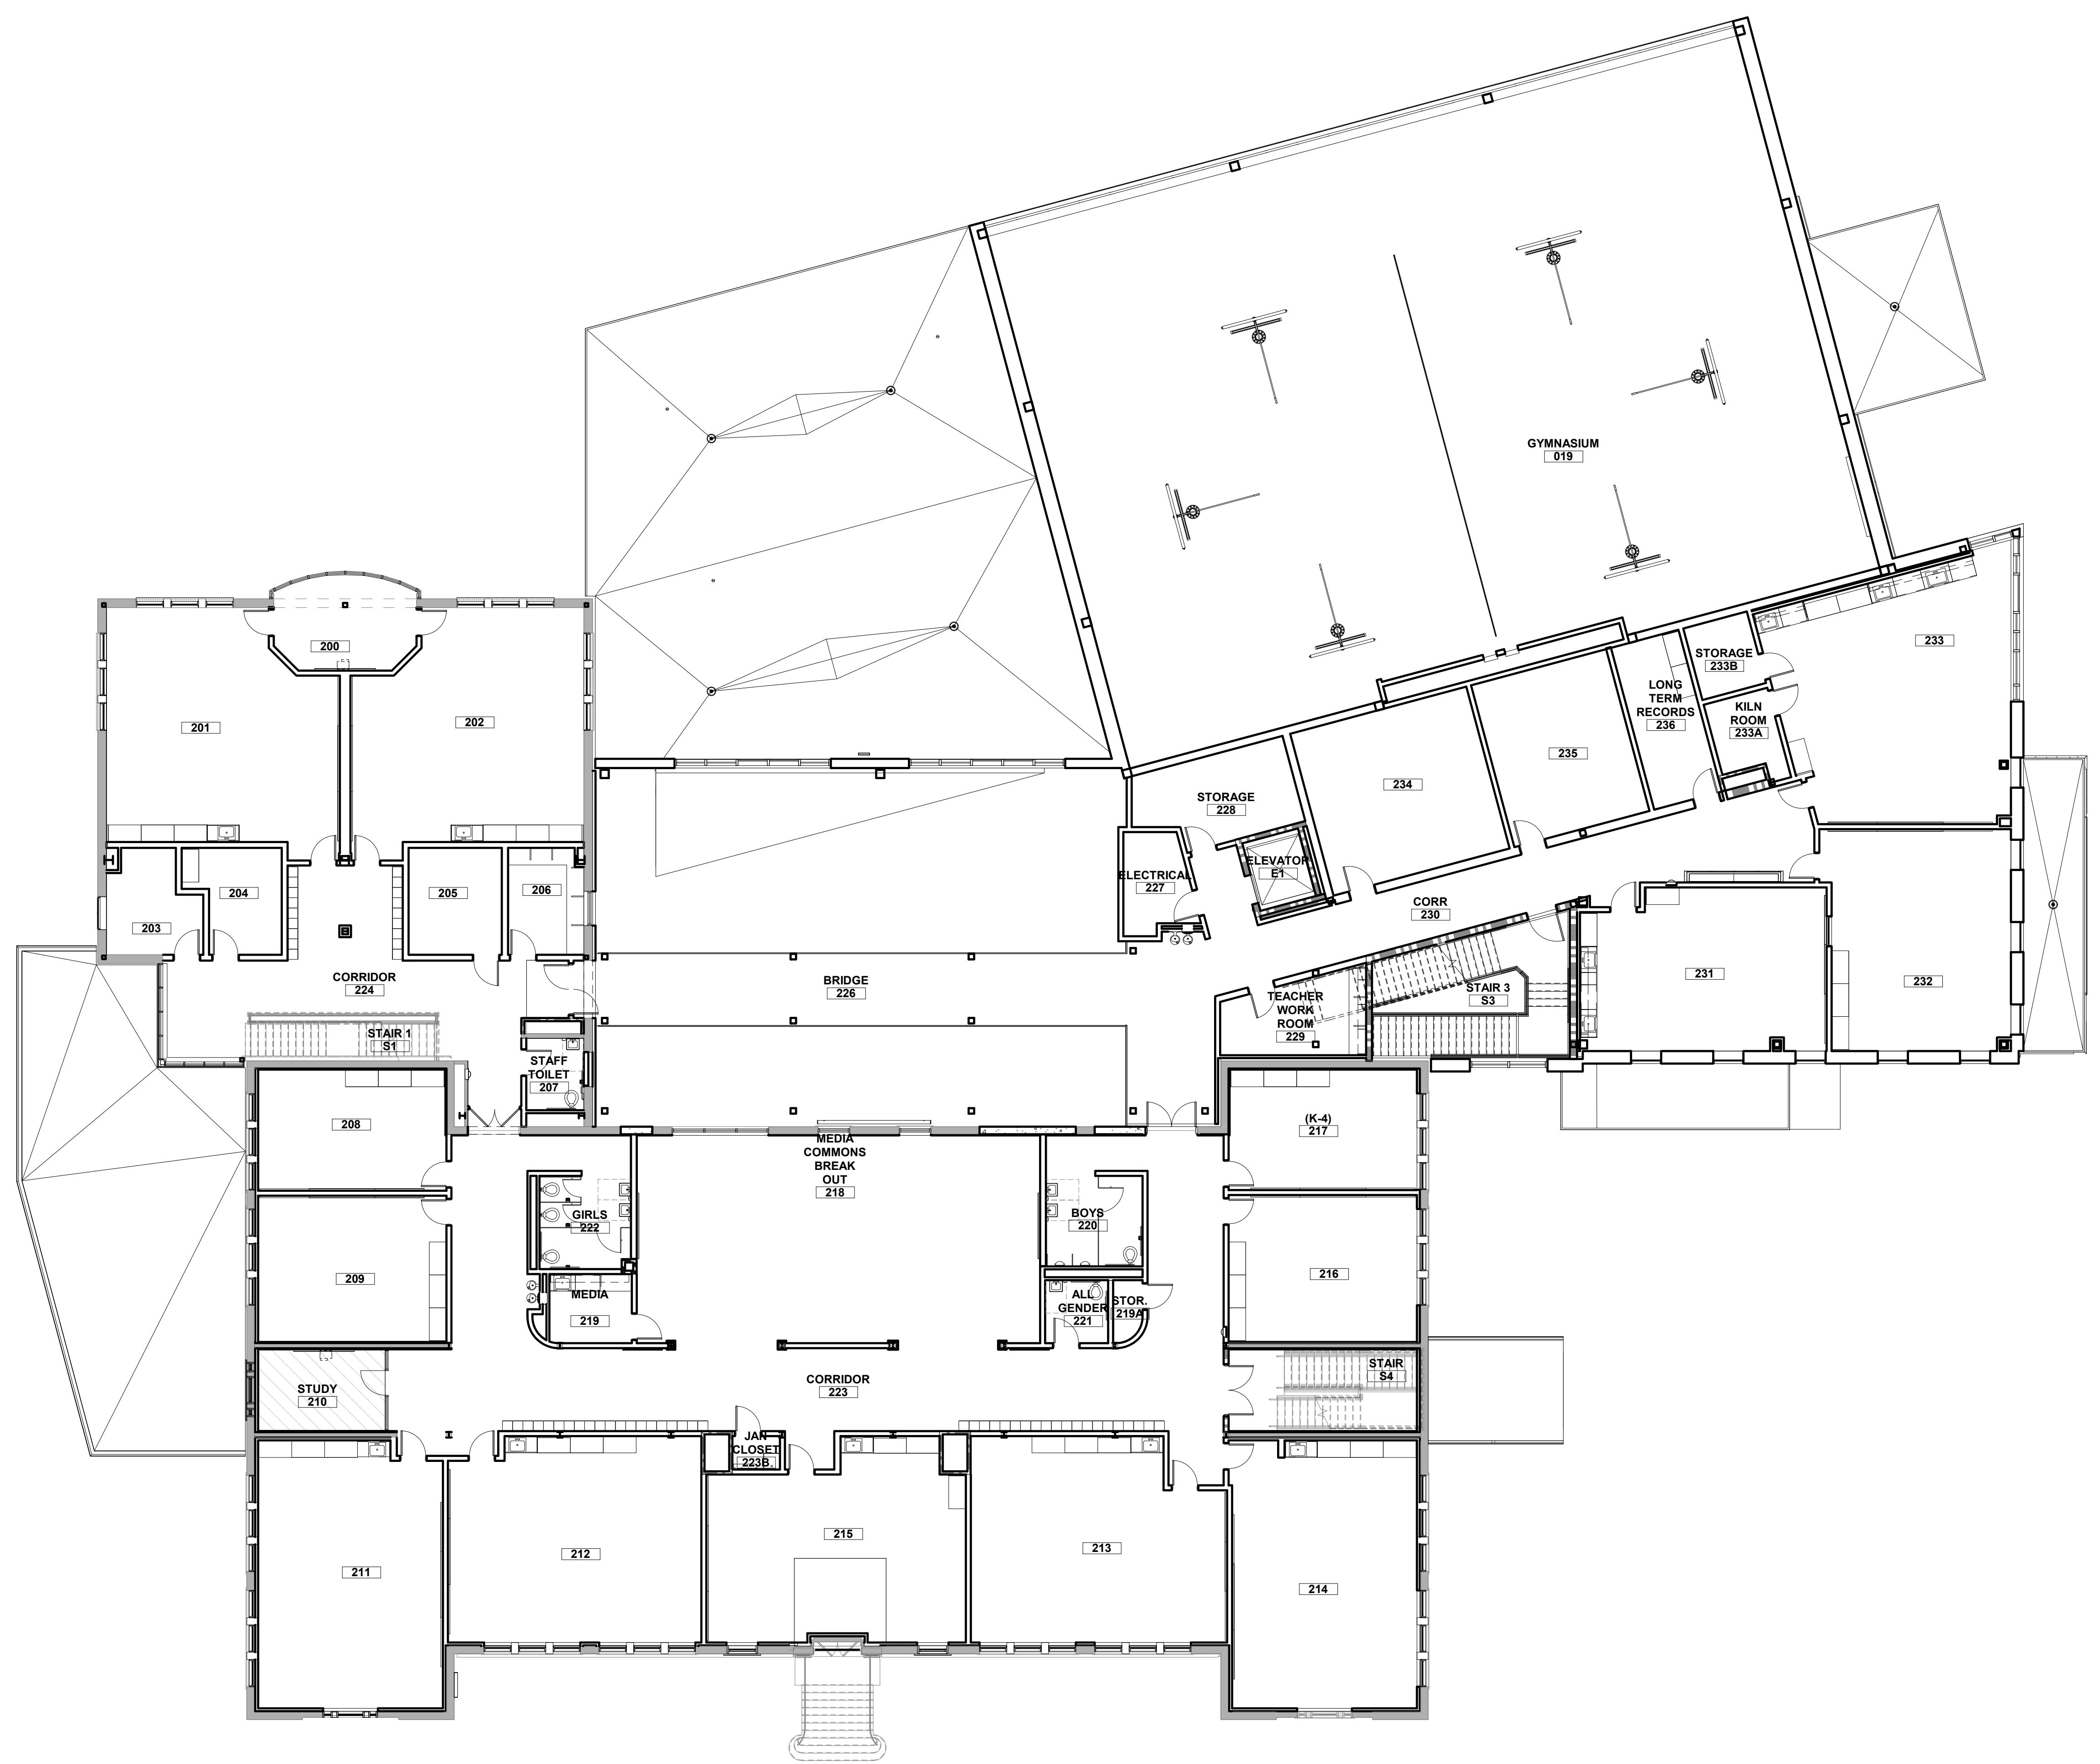 GYMNASIUM
019
200
201
202
233
STORAGE
233B
LONG
TERM
RECORDS
236
KILN
ROOM
233A
235
234
STORAGE
228
ELEVATOR
E1
ELECTRICAL
227
203
204
205
206
CORR
230
CORRIDOR
224
BRIDGE
226
TEACHER
WORK
ROOM
229
STAIR 3
S3
231
232
STAIR 1
S1
STAFF
TOILET
207
208
(K-4)
217
MEDIA
COMMONS
BREAK
OUT
218
GIRLS
222
BOYS
220
209
216
MEDIA
219
ALL
GENDER
221
STOR.
219A
STUDY
210
CORRIDOR
223
STAIR
S4
JAN
CLOSET
223B
211
212
215
213
214